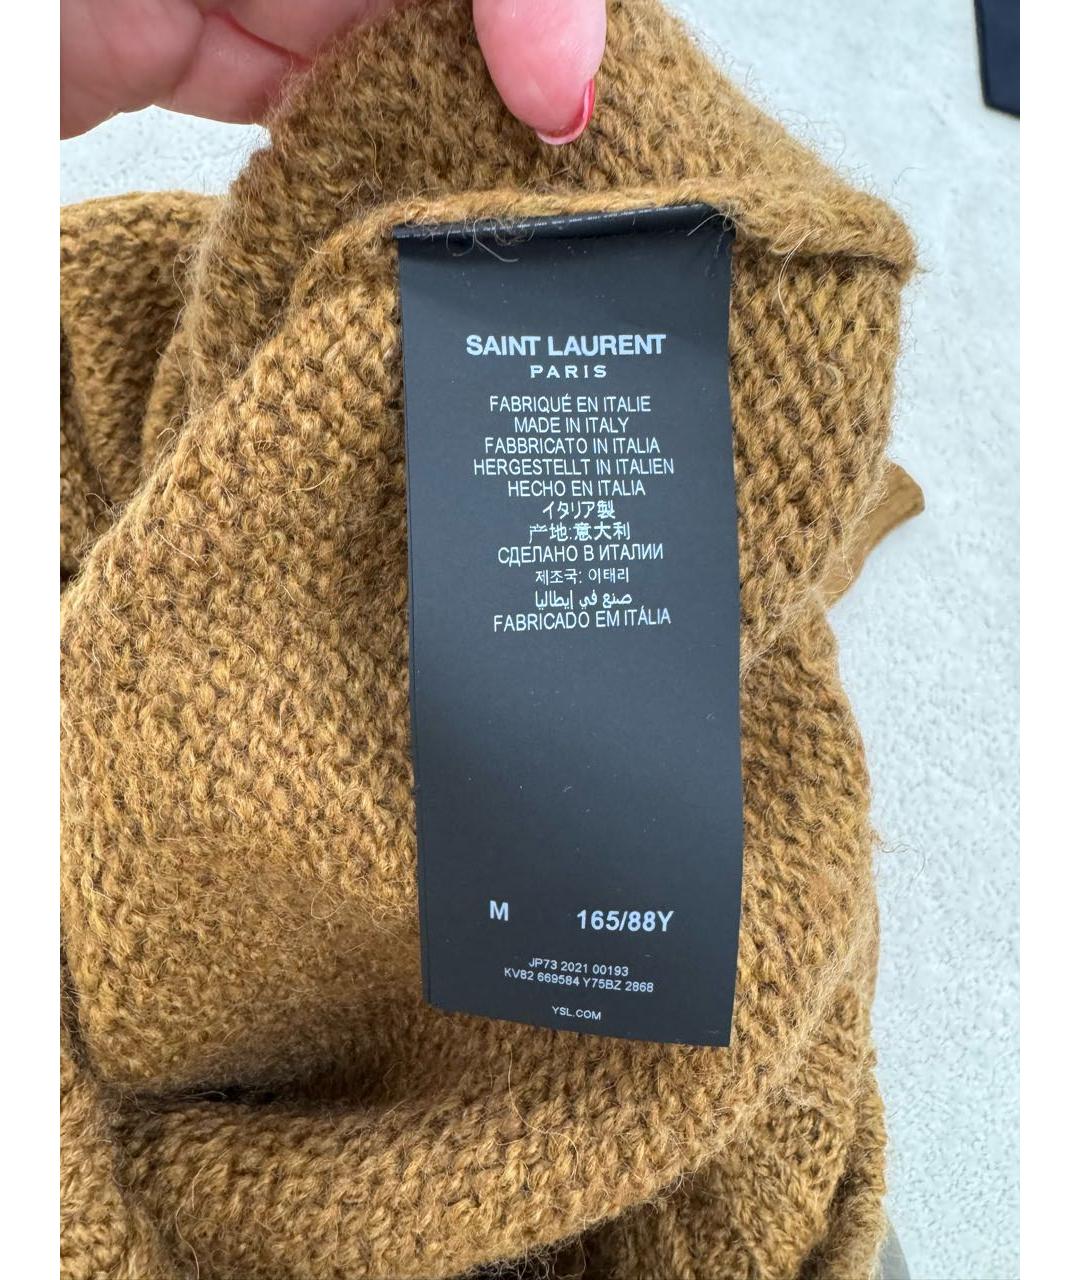 SAINT LAURENT
PARIS
FABRIQUÉ EN ITALIE
MADE IN ITALY
FABBRICATO IN ITALIA
HERGESTELLT IN ITALIEN
HECHO EN ITALIA
イタリア製
产地:意大利
СДЕЛАНО В ИТАЛИИ
제조국: 이태리
صنع في إيطاليا
FABRICADO EM ITÁLIA
M 165/88Y
JP73 2021 00193
KV82 669584 Y75BZ 2868
YSL.COM